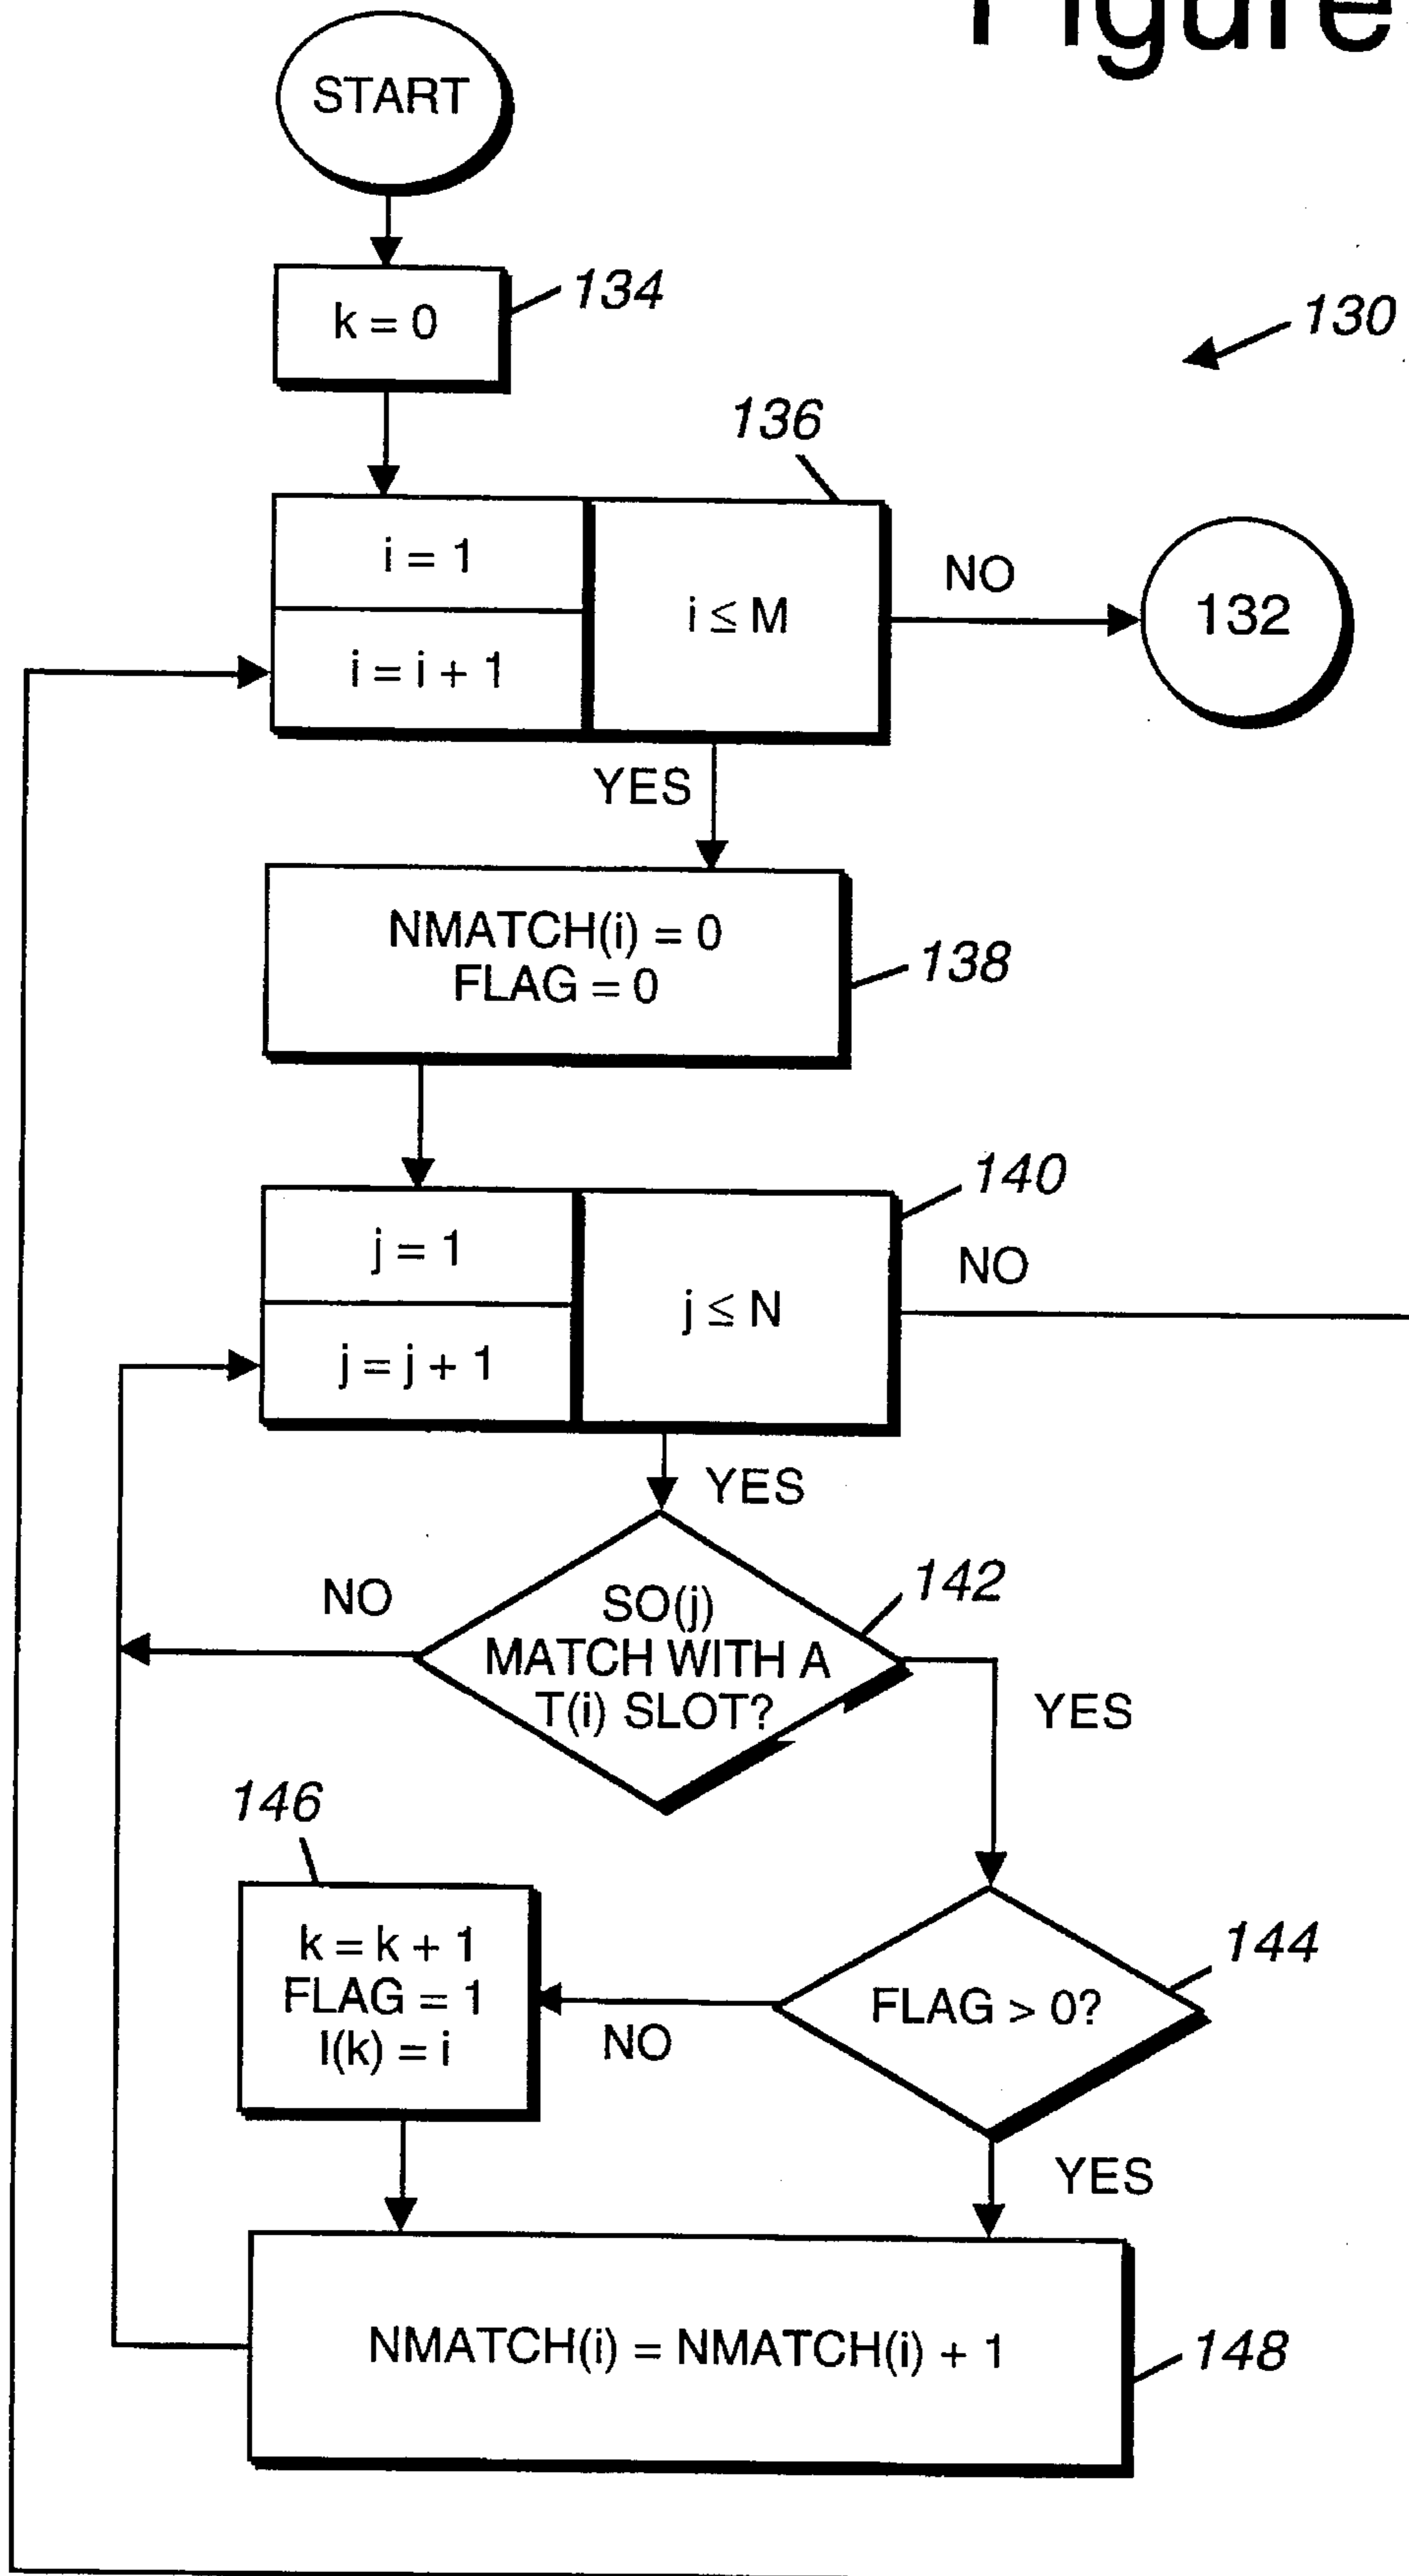 Figure
START
k = 0
134
130
136
i = 1
i = i + 1
i ≤ M
NO
132
YES
NMATCH(i) = 0
FLAG = 0
138
140
j = 1
j = j + 1
j ≤ N
NO
YES
NO
142
SO(j)
MATCH WITH A
T(i) SLOT?
YES
146
k = k + 1
FLAG = 1
I(k) = i
144
FLAG > 0?
NO
YES
NMATCH(i) = NMATCH(i) + 1
148